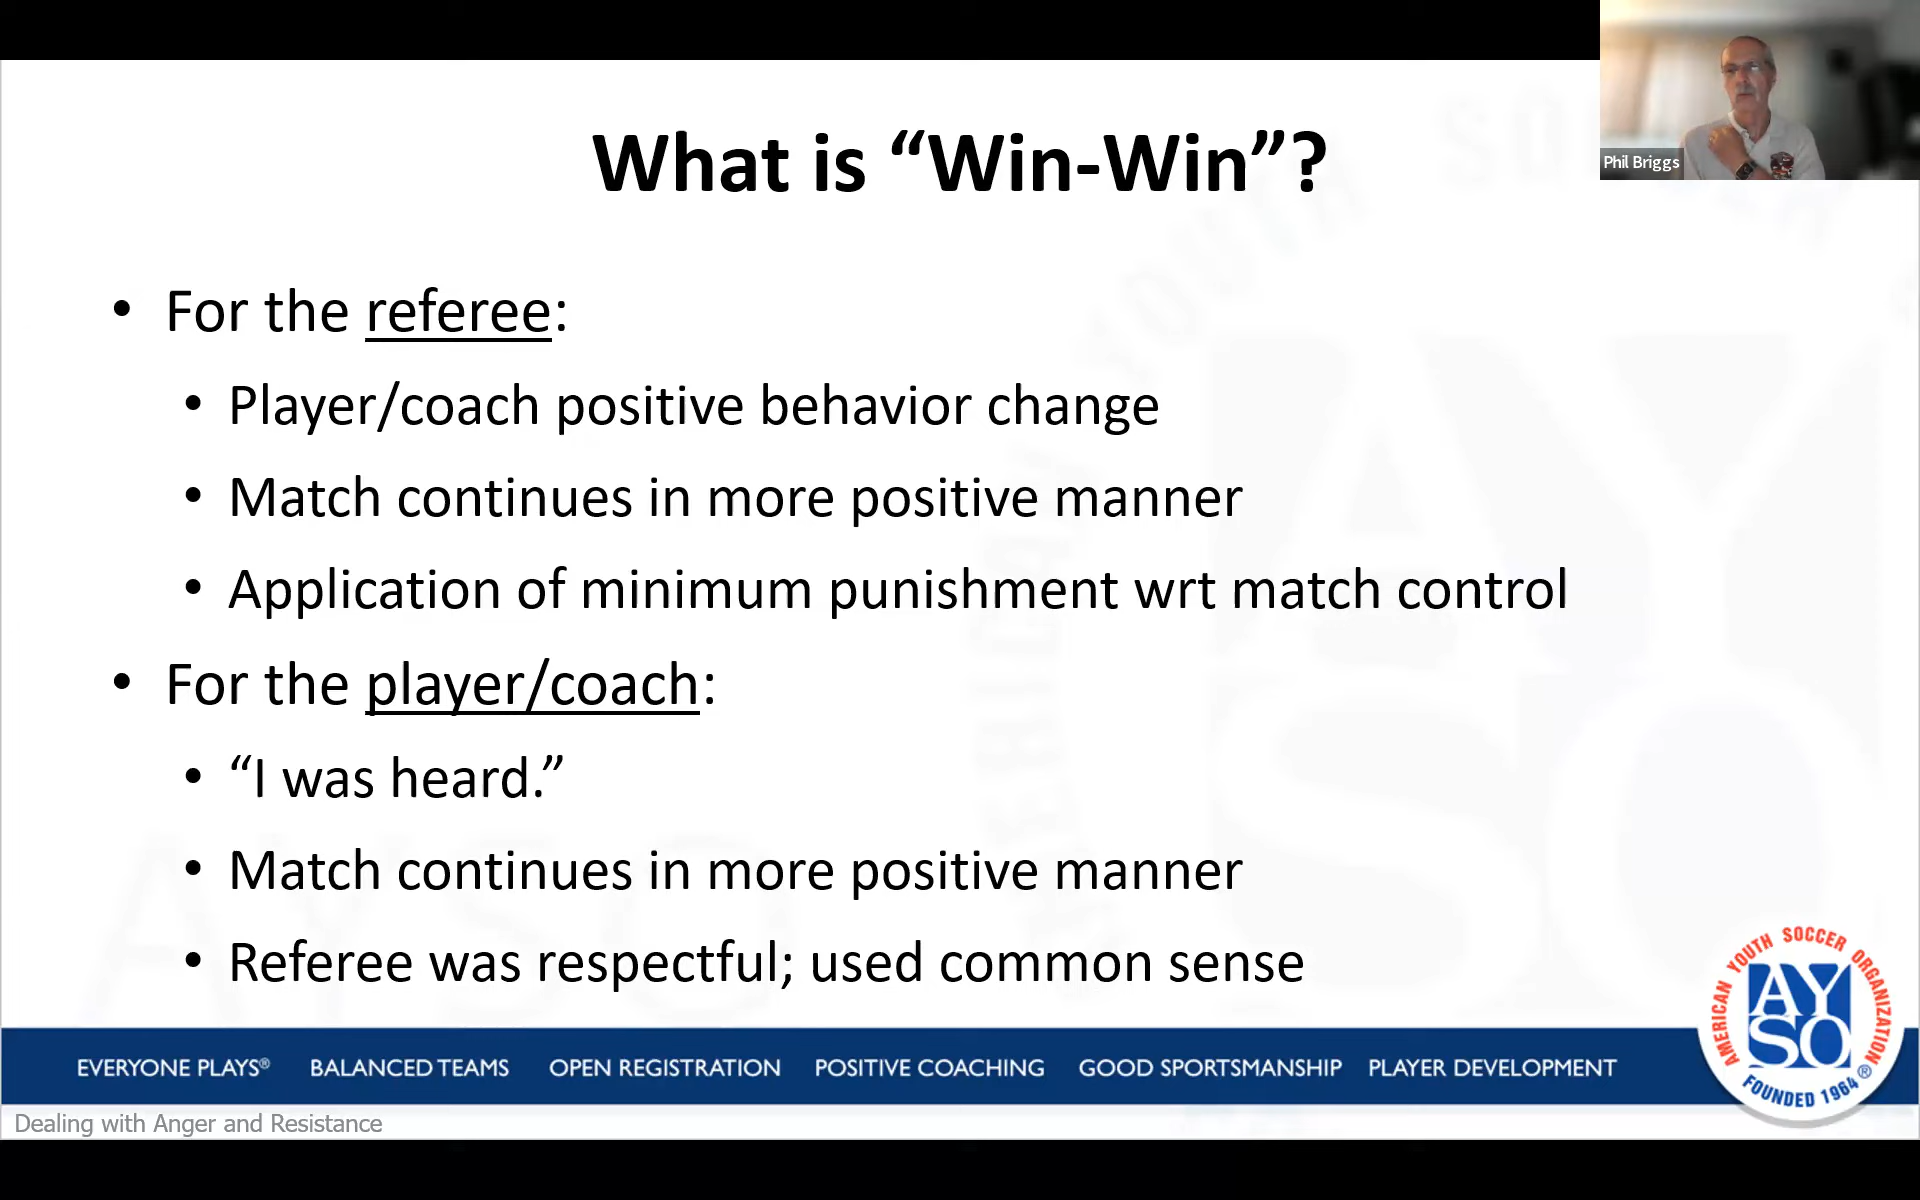 What is “Win-Win”?
Phil Briggs
• For the referee:
• Player/coach positive behavior change
• Match continues in more positive manner
• Application of minimum punishment wrt match control
• For the player/coach:
• “I was heard.”
• Match continues in more positive manner
• Referee was respectful; used common sense
EVERYONE PLAYS® BALANCED TEAMS OPEN REGISTRATION POSITIVE COACHING GOOD SPORTSMANSHIP PLAYER DEVELOPMENT
AMERICAN YOUTH SOCCER ORGANIZATION
AY
SO
®
FOUNDED 1964
Dealing with Anger and Resistance